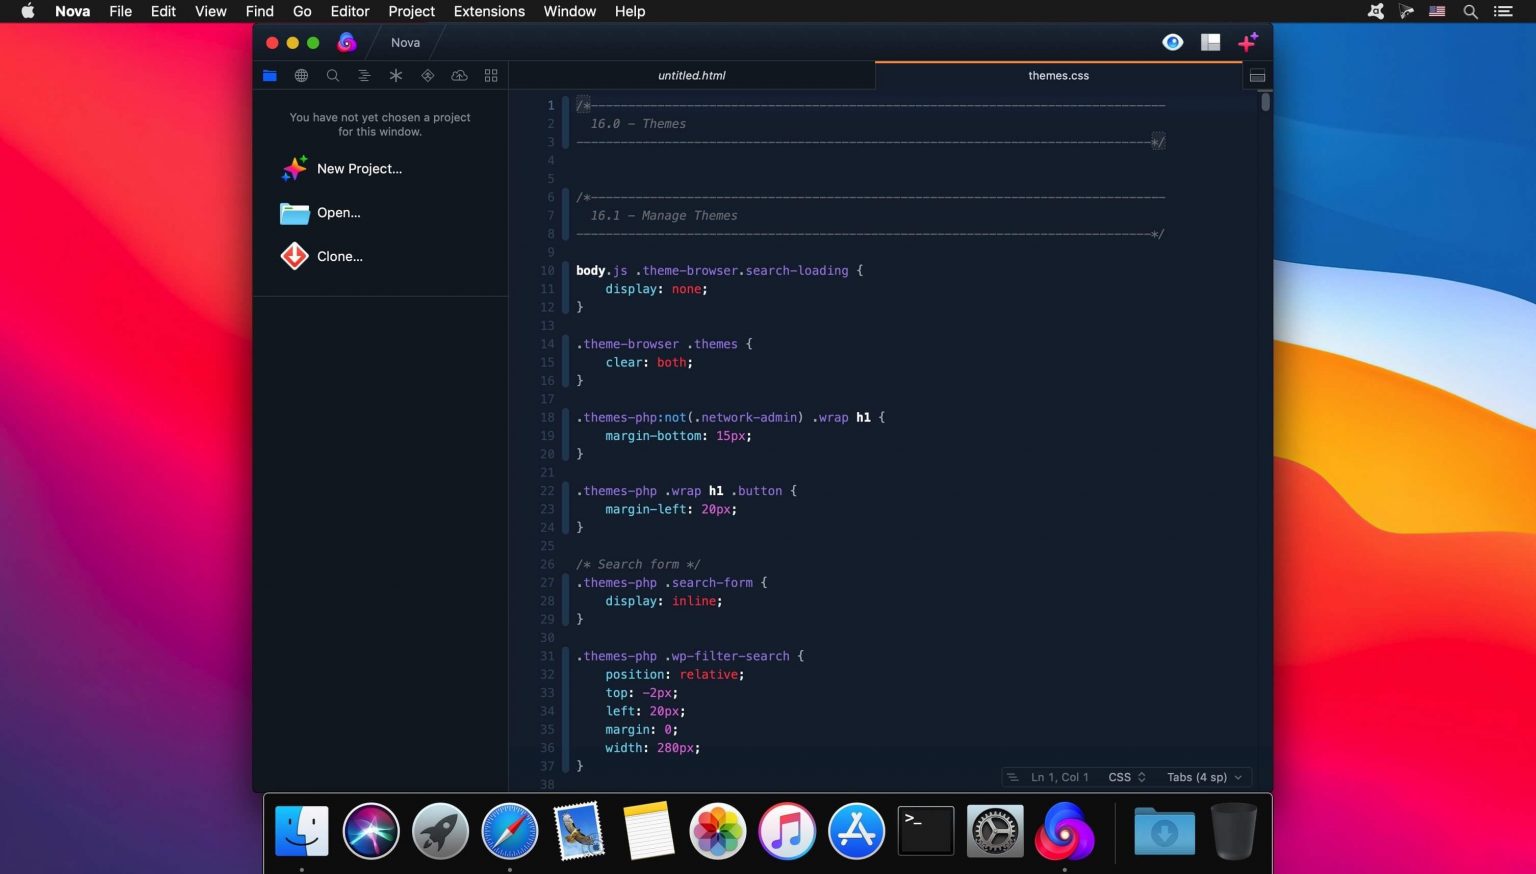 Nova File Edit View Find Go Editor Project Extensions Window Help
Nova
untitled.html themes.css
You have not yet chosen a project
for this window.
New Project...
Open...
Clone...
1 /*————————————————————————————————————————
2 16.0 – Themes
3 ————————————————————————————————————————*/
4
5
6 /*————————————————————————————————————————
7 16.1 – Manage Themes
8 ————————————————————————————————————————*/
9
10 body.js .theme-browser.search-loading {
11 display: none;
12 }
13
14 .theme-browser .themes {
15 clear: both;
16 }
17
18 .themes-php:not(.network-admin) .wrap h1 {
19 margin-bottom: 15px;
20 }
21
22 .themes-php .wrap h1 .button {
23 margin-left: 20px;
24 }
25
26 /* Search form */
27 .themes-php .search-form {
28 display: inline;
29 }
30
31 .themes-php .wp-filter-search {
32 position: relative;
33 top: -2px;
34 left: 20px;
35 margin: 0;
36 width: 280px;
37 }
38
Ln 1, Col 1 CSS Tabs (4 sp)
>_